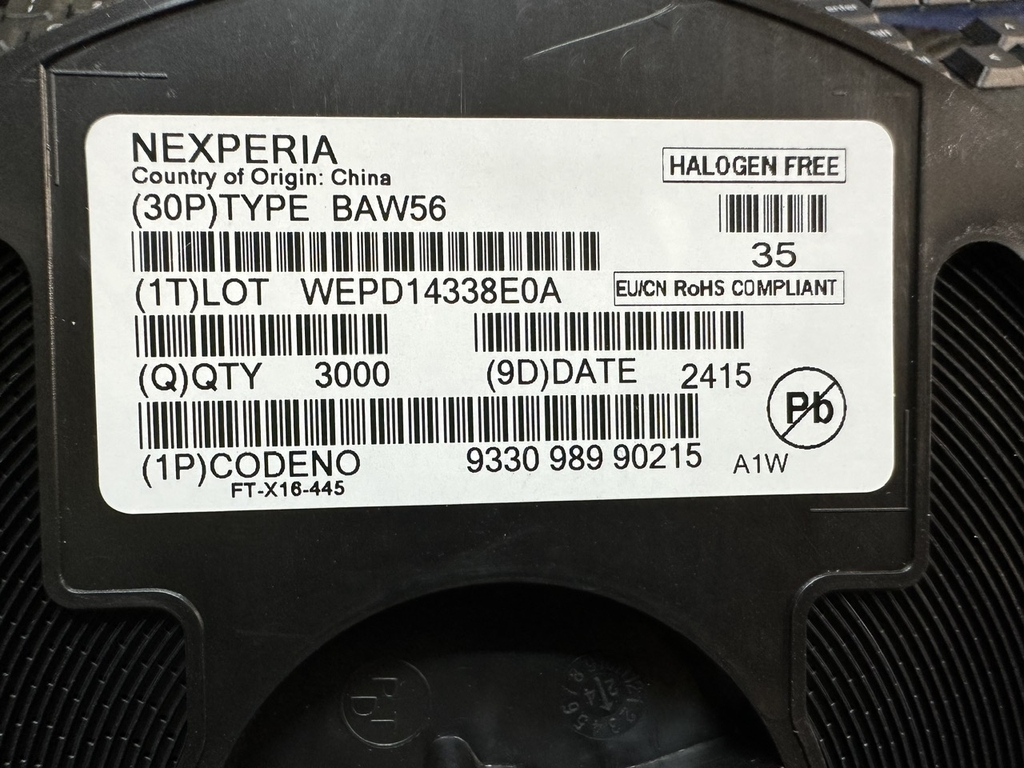 NEXPERIA
Country of Origin: China
HALOGEN FREE
(30P)TYPE BAW56
35
(1T)LOT WEPD14338E0A
EU/CN RoHS COMPLIANT
(Q)QTY 3000
(9D)DATE 2415
Pb
(1P)CODENO 9330 989 90215
A1W
FT-X16-445